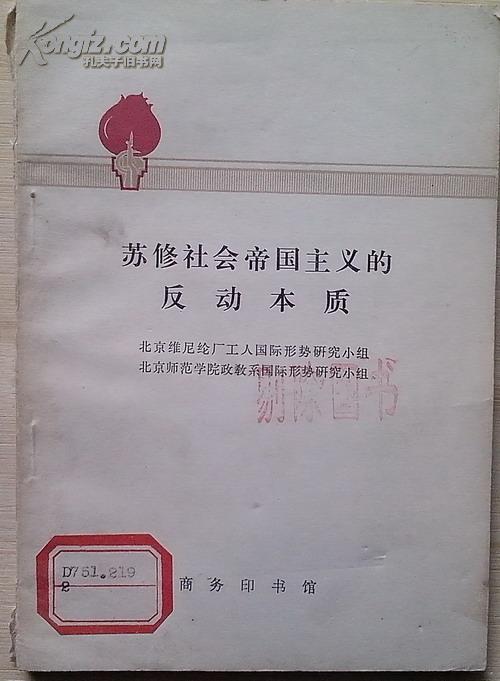 Kongfz.com
孔夫子旧书网
苏修社会帝国主义的
反动本质
北京维尼纶厂工人国际形势研究小组
北京师范学院政教系国际形势研究小组
剔除图书
D751.219
2
商务印书馆